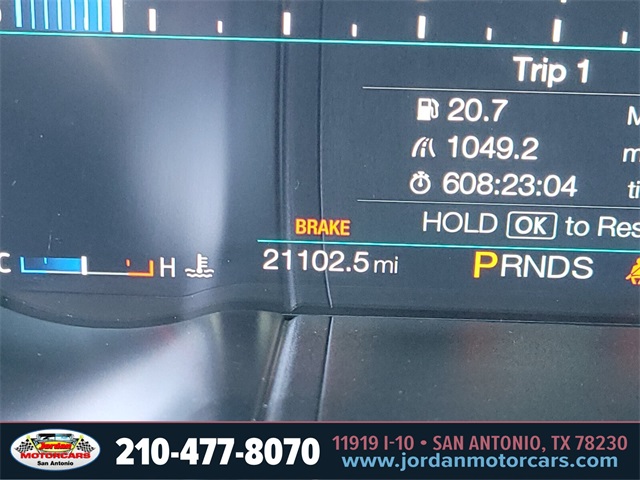 Trip 1
20.7 M
1049.2 m
608:23:04 ti
HOLD OK to Res
BRAKE
C H 21102.5 mi PRNDS
Jordan
MOTORCARS
San Antonio
210-477-8070
11919 I-10 • SAN ANTONIO, TX 78230
www.jordanmotorcars.com